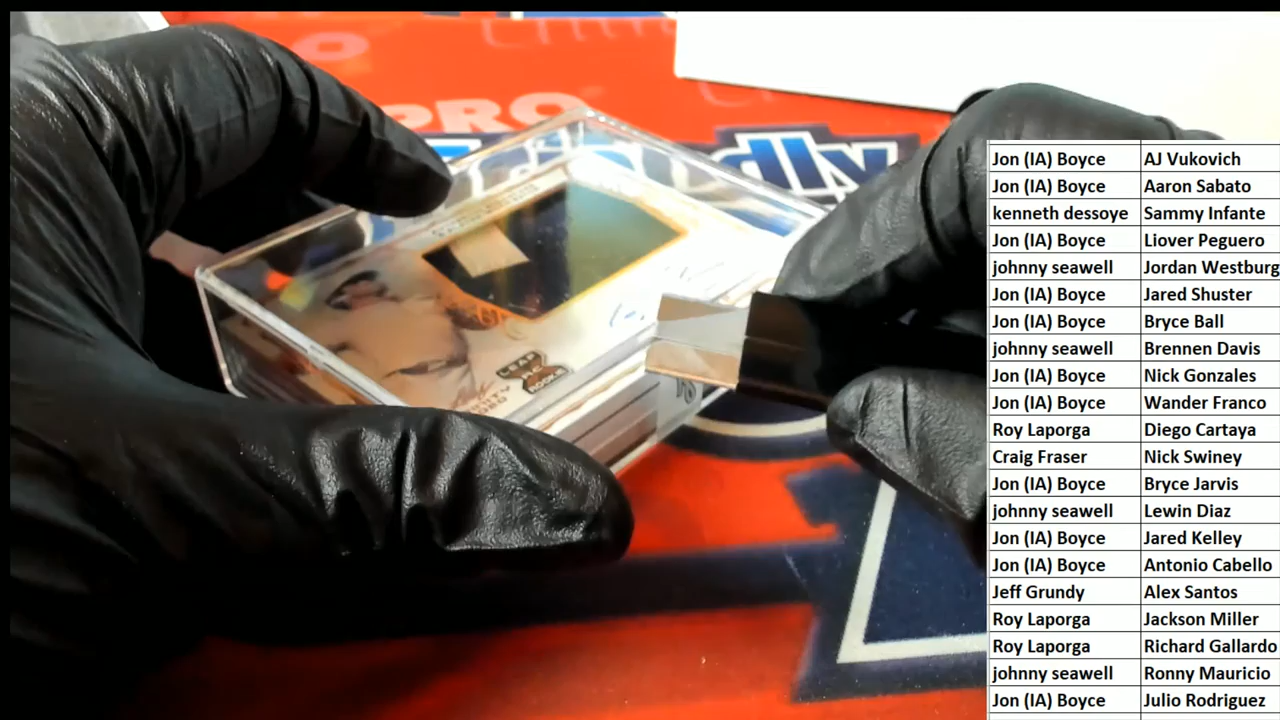 PRO
PRO
LEAF
RC
ROOKIE
Jon (IA) Boyce AJ Vukovich
Jon (IA) Boyce Aaron Sabato
kenneth dessoye Sammy Infante
Jon (IA) Boyce Liover Peguero
johnny seawell Jordan Westburg
Jon (IA) Boyce Jared Shuster
Jon (IA) Boyce Bryce Ball
johnny seawell Brennen Davis
Jon (IA) Boyce Nick Gonzales
Jon (IA) Boyce Wander Franco
Roy Laporga Diego Cartaya
Craig Fraser Nick Swiney
Jon (IA) Boyce Bryce Jarvis
johnny seawell Lewin Diaz
Jon (IA) Boyce Jared Kelley
Jon (IA) Boyce Antonio Cabello
Jeff Grundy Alex Santos
Roy Laporga Jackson Miller
Roy Laporga Richard Gallardo
johnny seawell Ronny Mauricio
Jon (IA) Boyce Julio Rodriguez